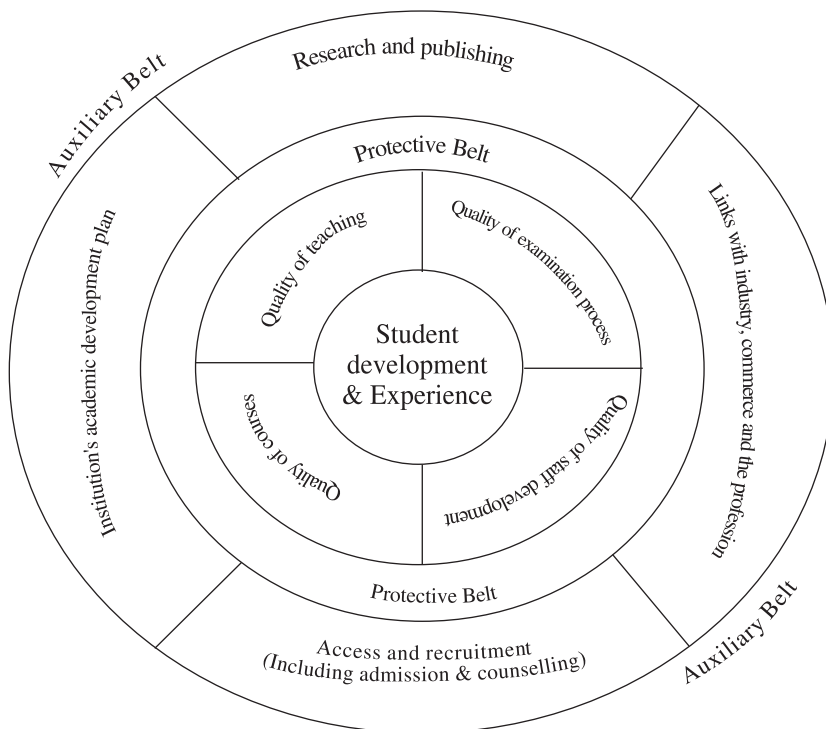 Auxiliary Belt
Research and publishing
Protective Belt
Quality of teaching
Quality of examination process
Institution's academic development plan
Links with industry, commerce and the profession
Student
development
& Experience
Quality of courses
Quality of staff development
Protective Belt
Access and recruitment
(Including admission & counselling)
Auxiliary Belt